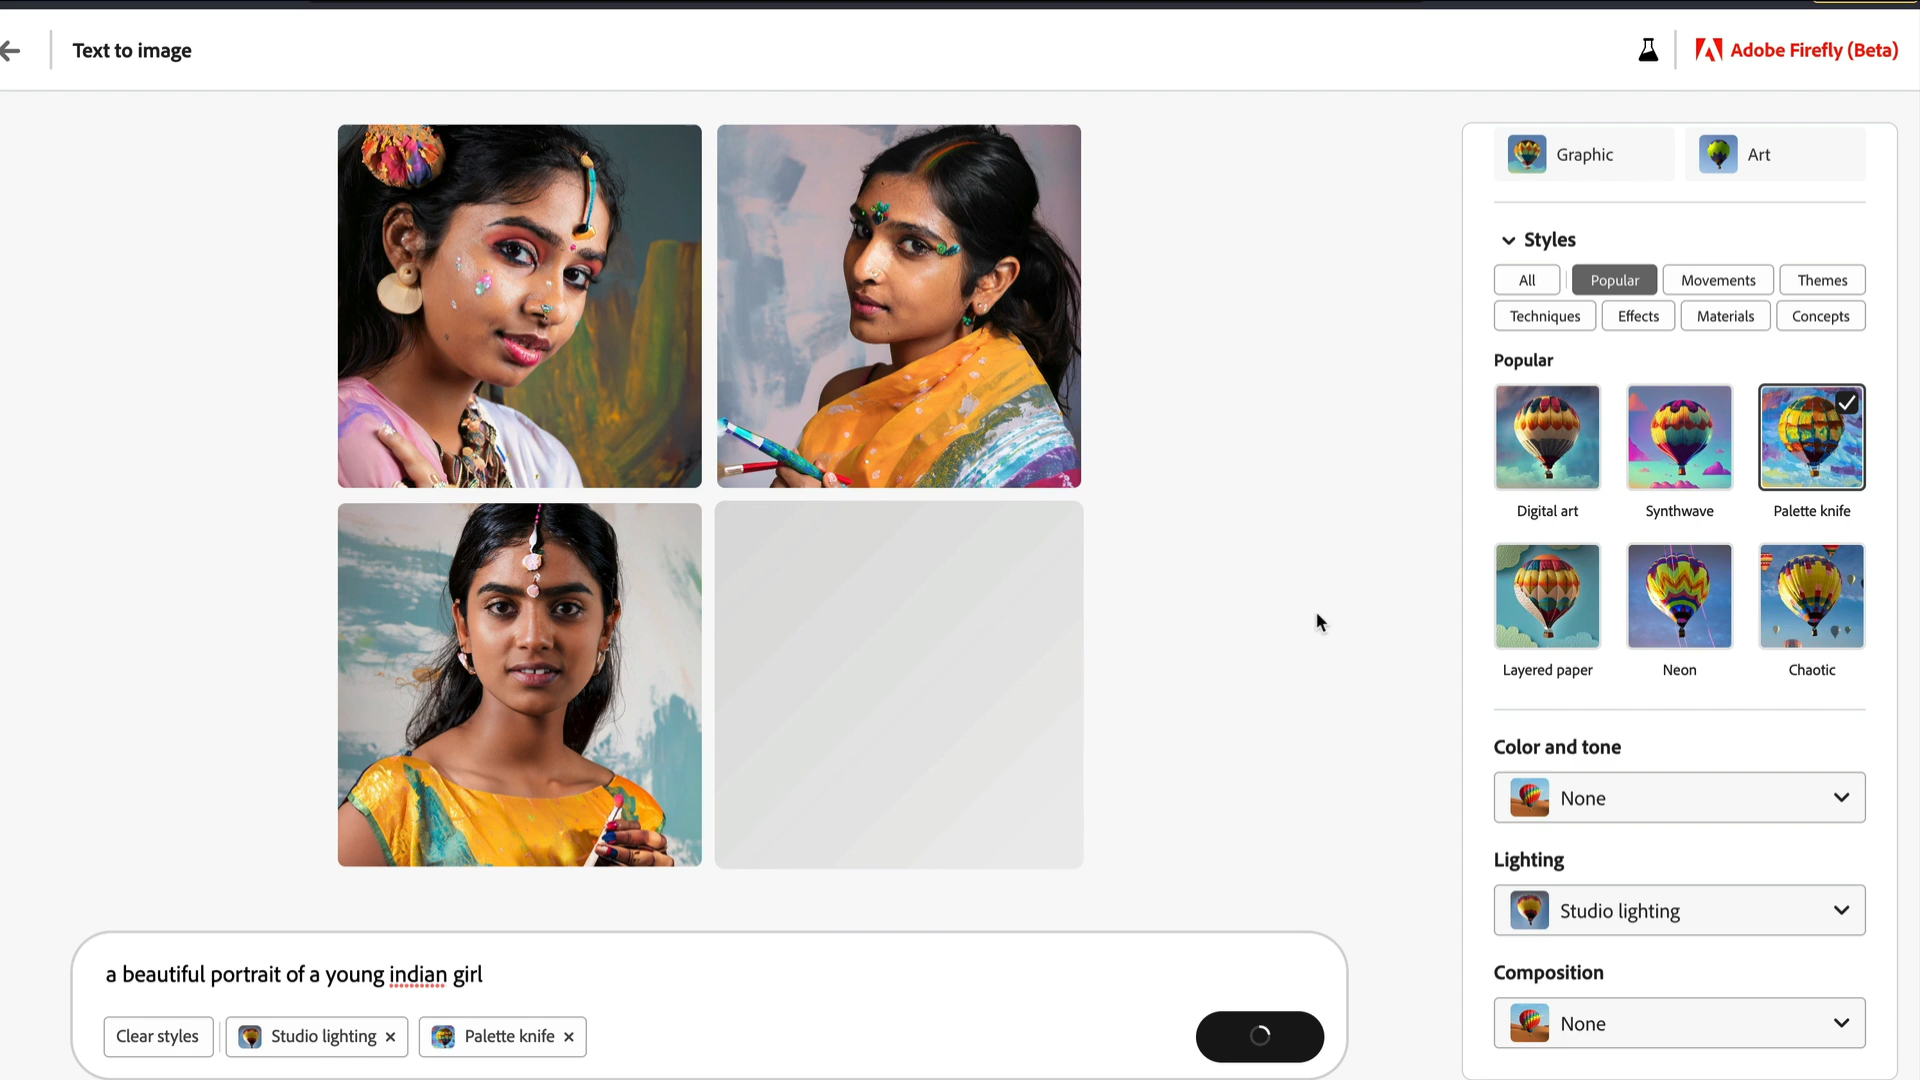 Text to image
Adobe Firefly (Beta)
Graphic
Art
Styles
All
Popular
Movements
Themes
Techniques
Effects
Materials
Concepts
Popular
Digital art
Synthwave
Palette knife
Layered paper
Neon
Chaotic
Color and tone
None
Lighting
Studio lighting
Composition
None
a beautiful portrait of a young indian girl
Clear styles
Studio lighting
Palette knife